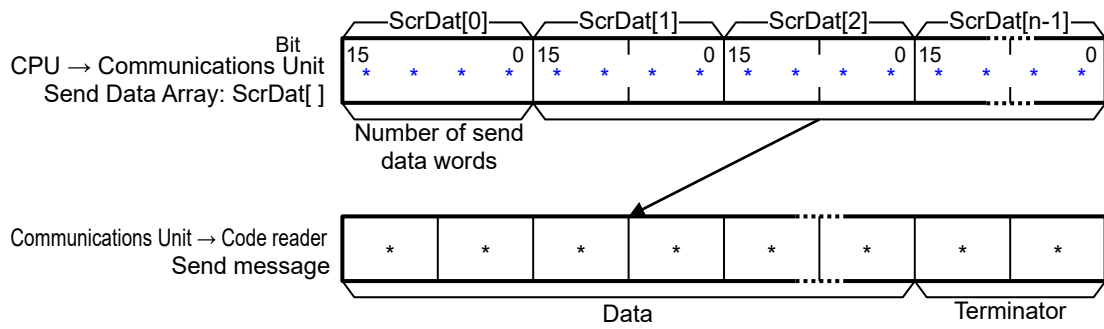 ScrDat[0] ScrDat[1] ScrDat[2] ScrDat[n-1]
Bit 15 0 15 0 15 0 15 0
CPU → Communications Unit * * * * * * * * * * * * * * * *
Send Data Array: ScrDat[ ]
Number of send
data words
Communications Unit → Code reader
Send message * * * * * * * *
Data Terminator